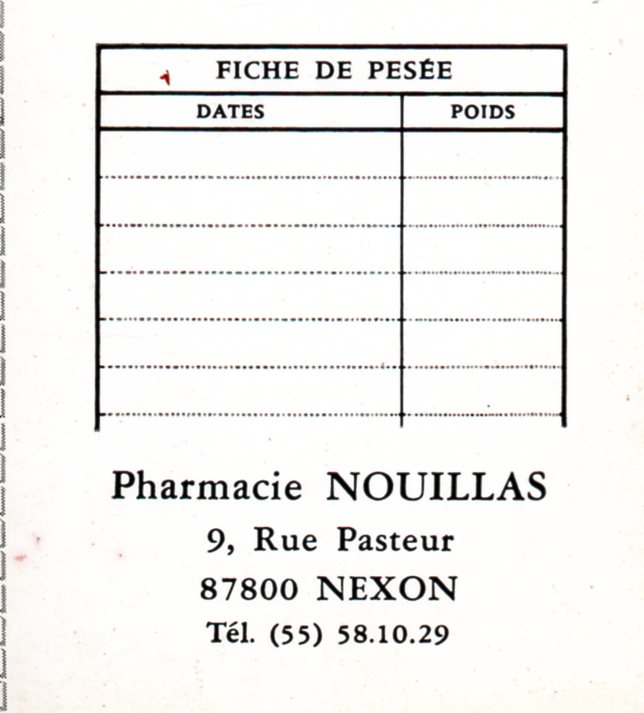 FICHE DE PESÉE
DATES POIDS
Pharmacie NOUILLAS
9, Rue Pasteur
87800 NEXON
Tél. (55) 58.10.29